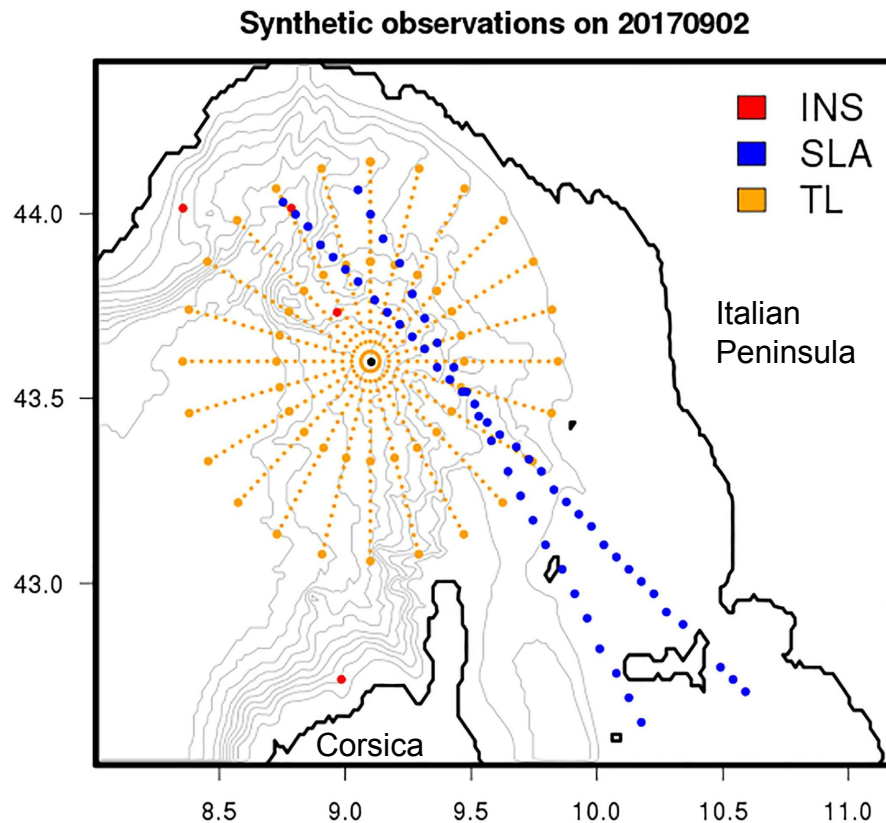 Synthetic observations on 20170902
INS
SLA
TL
44.0
43.5
43.0
Italian
Peninsula
Corsica
8.5
9.0
9.5
10.0
10.5
11.0